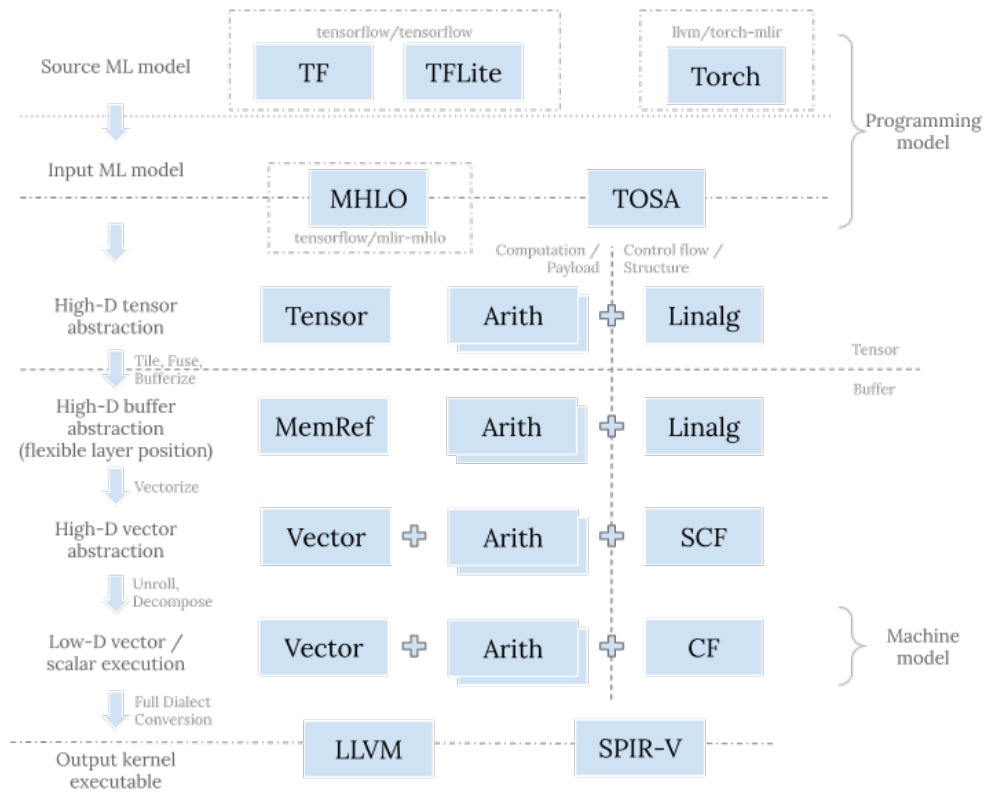 tensorflow/tensorflow
llvm/torch-mlir
Source ML model
TF
TFLite
Torch
Programming
model
Input ML model
MHLO
TOSA
tensorflow/mlir-mhlo
Computation /
Payload
Control flow /
Structure
High-D tensor
abstraction
Tensor
Arith
Linalg
Tile, Fuse,
Bufferize
Tensor
Buffer
High-D buffer
abstraction
(flexible layer position)
MemRef
Arith
Linalg
Vectorize
High-D vector
abstraction
Vector
Arith
SCF
Unroll,
Decompose
Low-D vector /
scalar execution
Vector
Arith
CF
Machine
model
Full Dialect
Conversion
Output kernel
executable
LLVM
SPIR-V